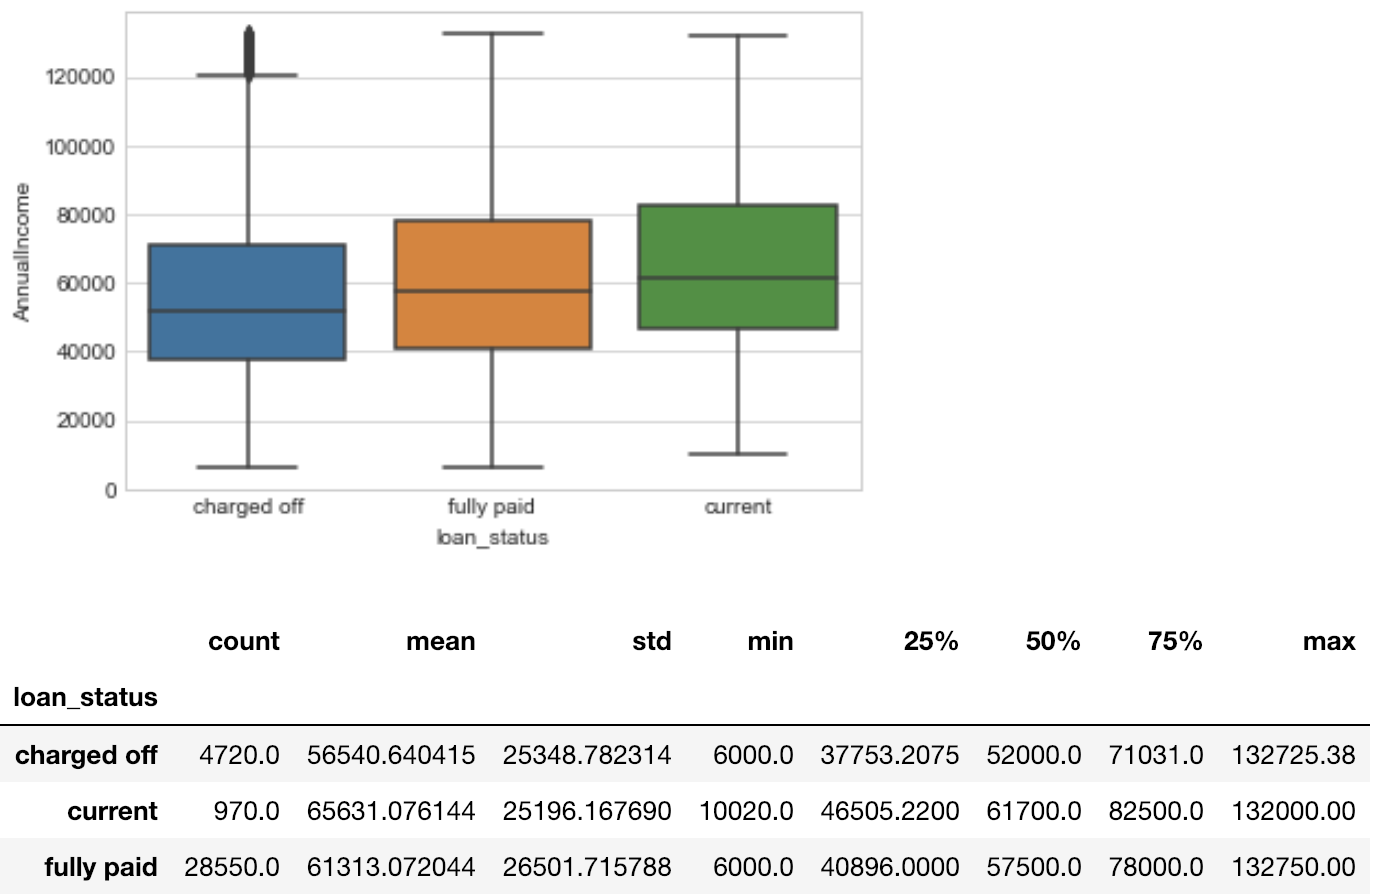 120000
100000
80000
60000
40000
20000
0
AnnualIncome
charged off fully paid current
loan_status
count mean std min 25% 50% 75% max
loan_status
charged off 4720.0 56540.640415 25348.782314 6000.0 37753.2075 52000.0 71031.0 132725.38
current 970.0 65631.076144 25196.167690 10020.0 46505.2200 61700.0 82500.0 132000.00
fully paid 28550.0 61313.072044 26501.715788 6000.0 40896.0000 57500.0 78000.0 132750.00